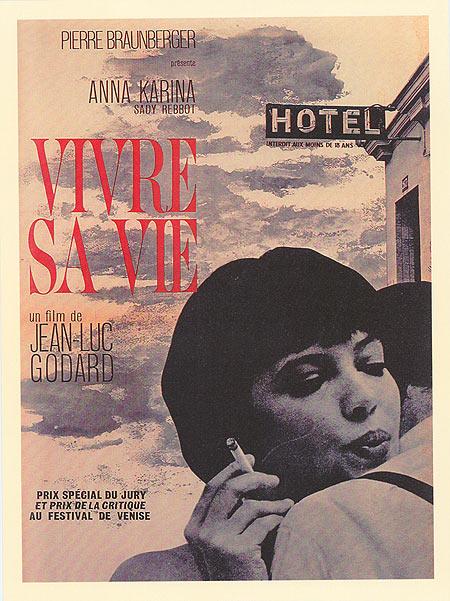 PIERRE BRAUNBERGER
présente
ANNA KARINA
SADY REBBOT
HOTEL
INTERDIT AUX MOINS DE 18 ANS
VIVRE
SA VIE
un film de
JEAN-LUC
GODARD
PRIX SPÉCIAL DU JURY
ET PRIX DE LA CRITIQUE
AU FESTIVAL DE VENISE